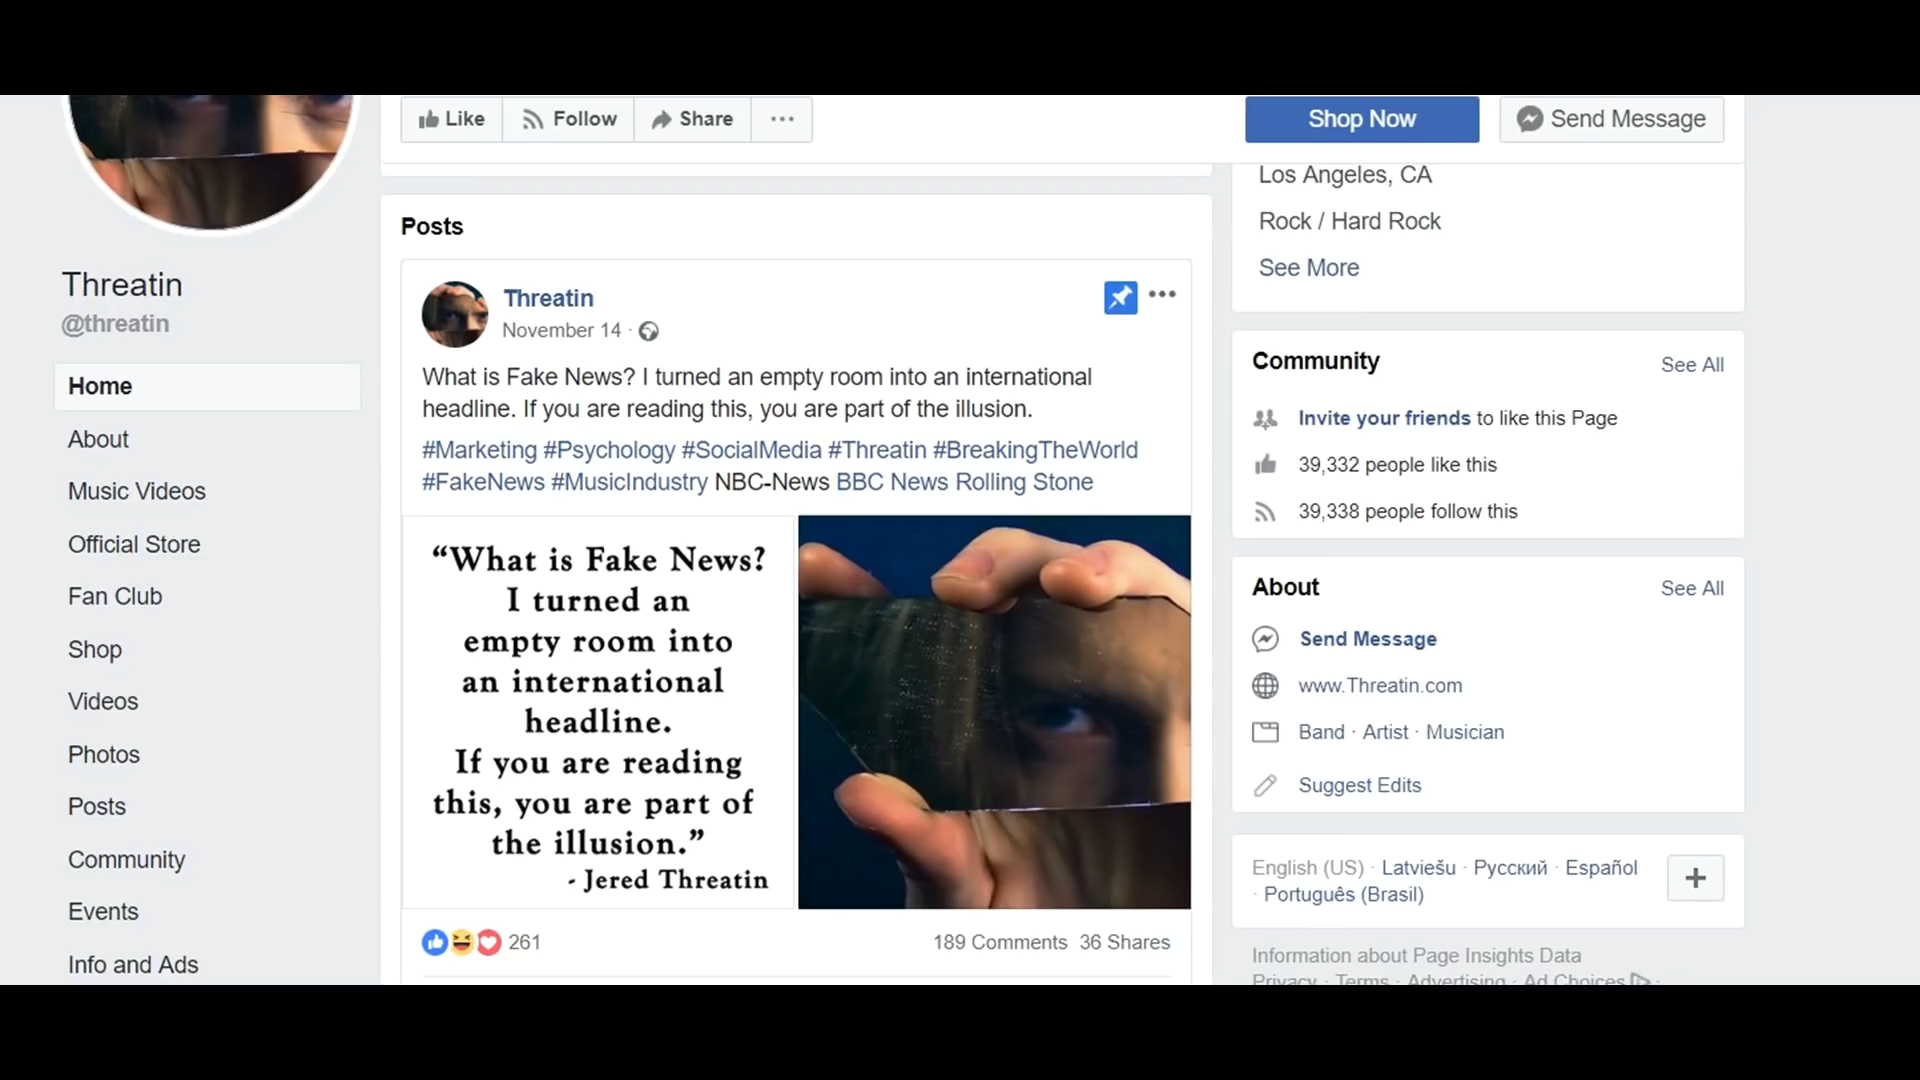 Like
Follow
Share
Shop Now
Send Message
Los Angeles, CA
Rock / Hard Rock
See More
Posts
Threatin
@threatin
Home
About
Music Videos
Official Store
Fan Club
Shop
Videos
Photos
Posts
Community
Events
Info and Ads
Threatin
November 14 ·
What is Fake News? I turned an empty room into an international
headline. If you are reading this, you are part of the illusion.
#Marketing #Psychology #SocialMedia #Threatin #BreakingTheWorld
#FakeNews #MusicIndustry NBC-News BBC News Rolling Stone
“What is Fake News?
I turned an
empty room into
an international
headline.
If you are reading
this, you are part of
the illusion.”
- Jered Threatin
261
189 Comments 36 Shares
Community
See All
Invite your friends to like this Page
39,332 people like this
39,338 people follow this
About
See All
Send Message
www.Threatin.com
Band · Artist · Musician
Suggest Edits
English (US) · Latviešu · Русский · Español
· Português (Brasil)
Information about Page Insights Data
Privacy · Terms · Advertising · Ad Choices ·